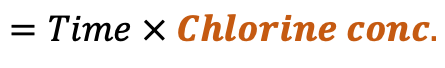 = Time × Chlorine conc.